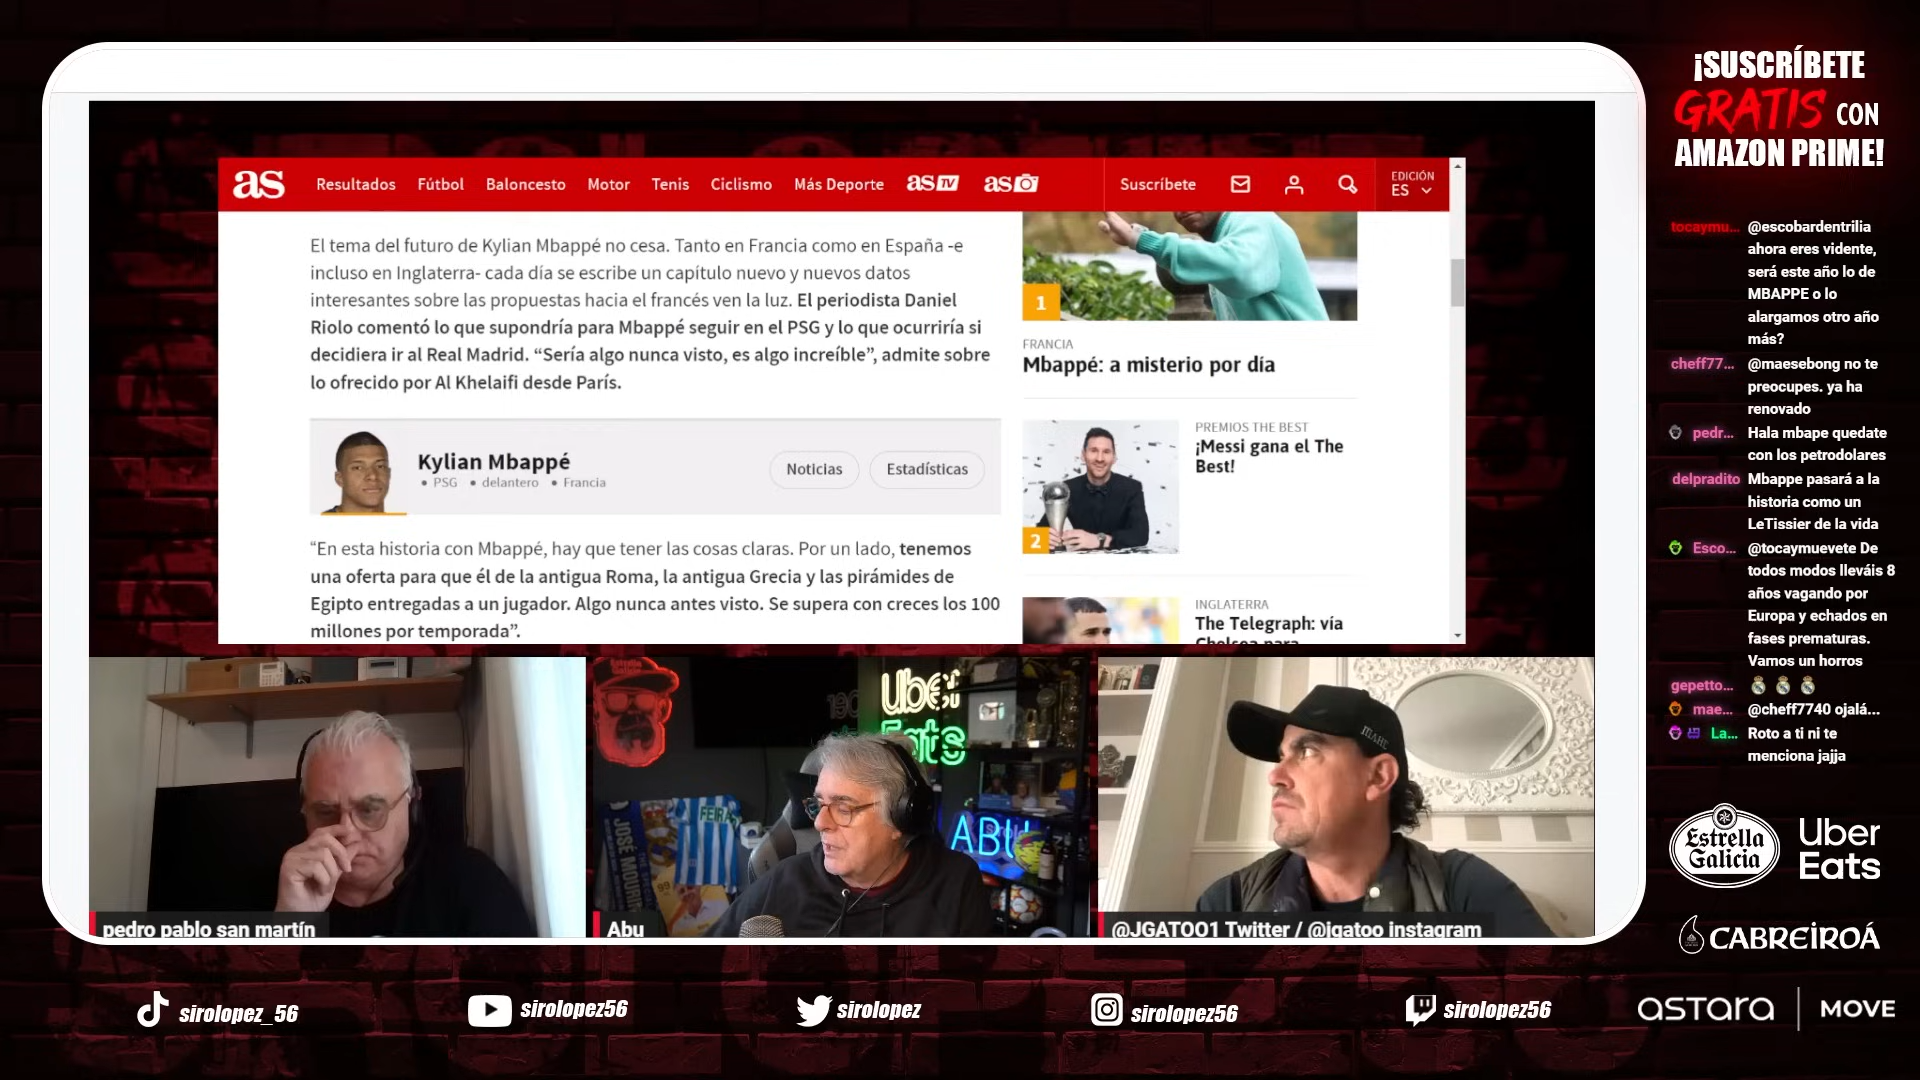 as
Resultados
Fútbol
Baloncesto
Motor
Tenis
Ciclismo
Más Deporte
as TV
as
Suscríbete
EDICIÓN
ES
El tema del futuro de Kylian Mbappé no cesa. Tanto en Francia como en España -e
incluso en Inglaterra- cada día se escribe un capítulo nuevo y nuevos datos
interesantes sobre las propuestas hacia el francés ven la luz. El periodista Daniel
Riolo comentó lo que supondría para Mbappé seguir en el PSG y lo que ocurriría si
decidiera ir al Real Madrid. “Sería algo nunca visto, es algo increíble”, admite sobre
lo ofrecido por Al Khelaifi desde París.
Kylian Mbappé
• PSG • delantero • Francia
Noticias
Estadísticas
“En esta historia con Mbappé, hay que tener las cosas claras. Por un lado, tenemos
una oferta para que él de la antigua Roma, la antigua Grecia y las pirámides de
Egipto entregadas a un jugador. Algo nunca antes visto. Se supera con creces los 100
millones por temporada”.
1
FRANCIA
Mbappé: a misterio por día
2
PREMIOS THE BEST
¡Messi gana el The
Best!
INGLATERRA
The Telegraph: vía
Chelsea para
Uber
Eats
FEIRA
JOSÉ MOURIN
ABU
pedro pablo san martín
Abu
@JGATOO1 Twitter / @jgatoo instagram
¡SUSCRÍBETE
GRATIS CON
AMAZON PRIME!
tocaymu... @escobardentrilia
ahora eres vidente,
será este año lo de
MBAPPE o lo
alargamos otro año
más?
cheff77... @maesebong no te
preocupes. ya ha
renovado
pedr... Hala mbape quedate
con los petrodolares
delpradito Mbappe pasará a la
historia como un
LeTissier de la vida
Esco... @tocaymuevete De
todos modos lleváis 8
años vagando por
Europa y echados en
fases prematuras.
Vamos un horros
gepetto...
mae... @cheff7740 ojalá...
La... Roto a ti ni te
menciona jajja
Estrella
Galicia
Uber
Eats
CABREIROÁ
astara | MOVE
sirolopez_56
sirolopez56
sirolopez
sirolopez56
sirolopez56